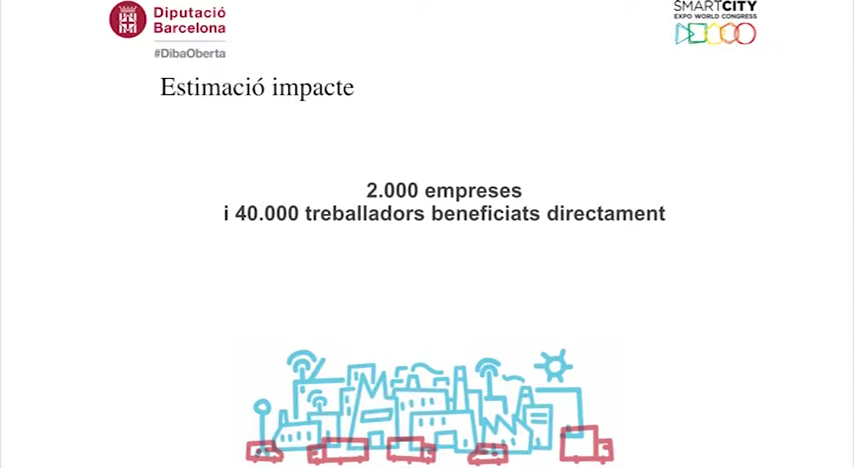 Diputació
Barcelona
#DibaOberta
SMARTCITY
EXPO WORLD CONGRESS
Estimació impacte
2.000 empreses
i 40.000 treballadors beneficiats directament